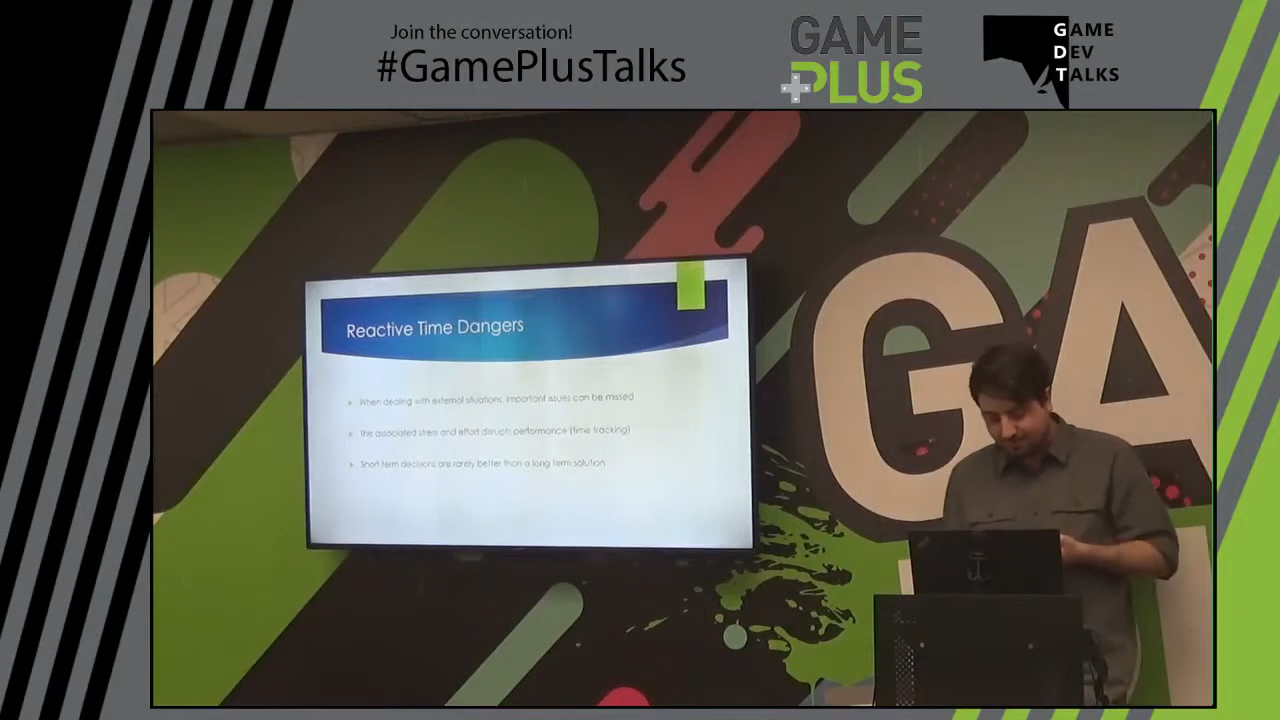 Join the conversation!
#GamePlusTalks
GAME
PLUS
GAME
DEV
TALKS
Reactive Time Dangers
When dealing with external situations, important issues can be missed
The associated stress and effort disrupts performance (time tracking)
Short term decisions are rarely better than a long term solution
GA